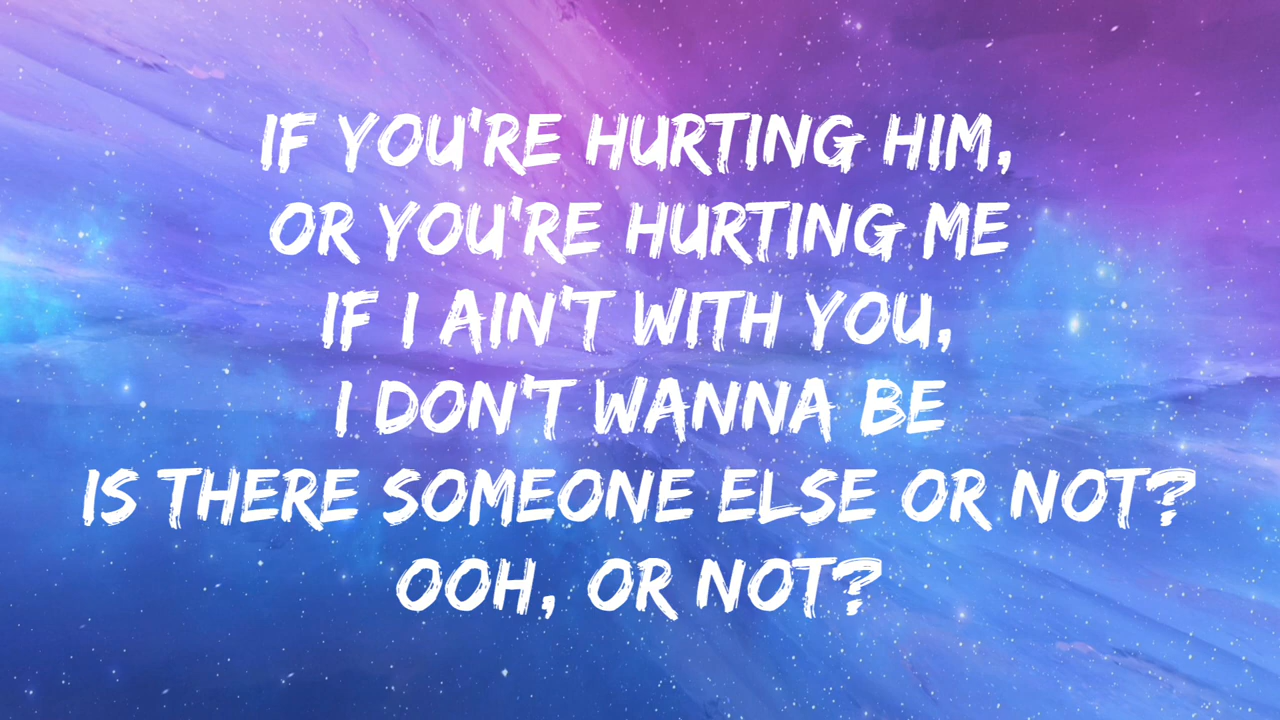 IF YOU'RE HURTING HIM,
OR YOU'RE HURTING ME
IF I AIN'T WITH YOU,
I DON'T WANNA BE
IS THERE SOMEONE ELSE OR NOT?
OOH, OR NOT?